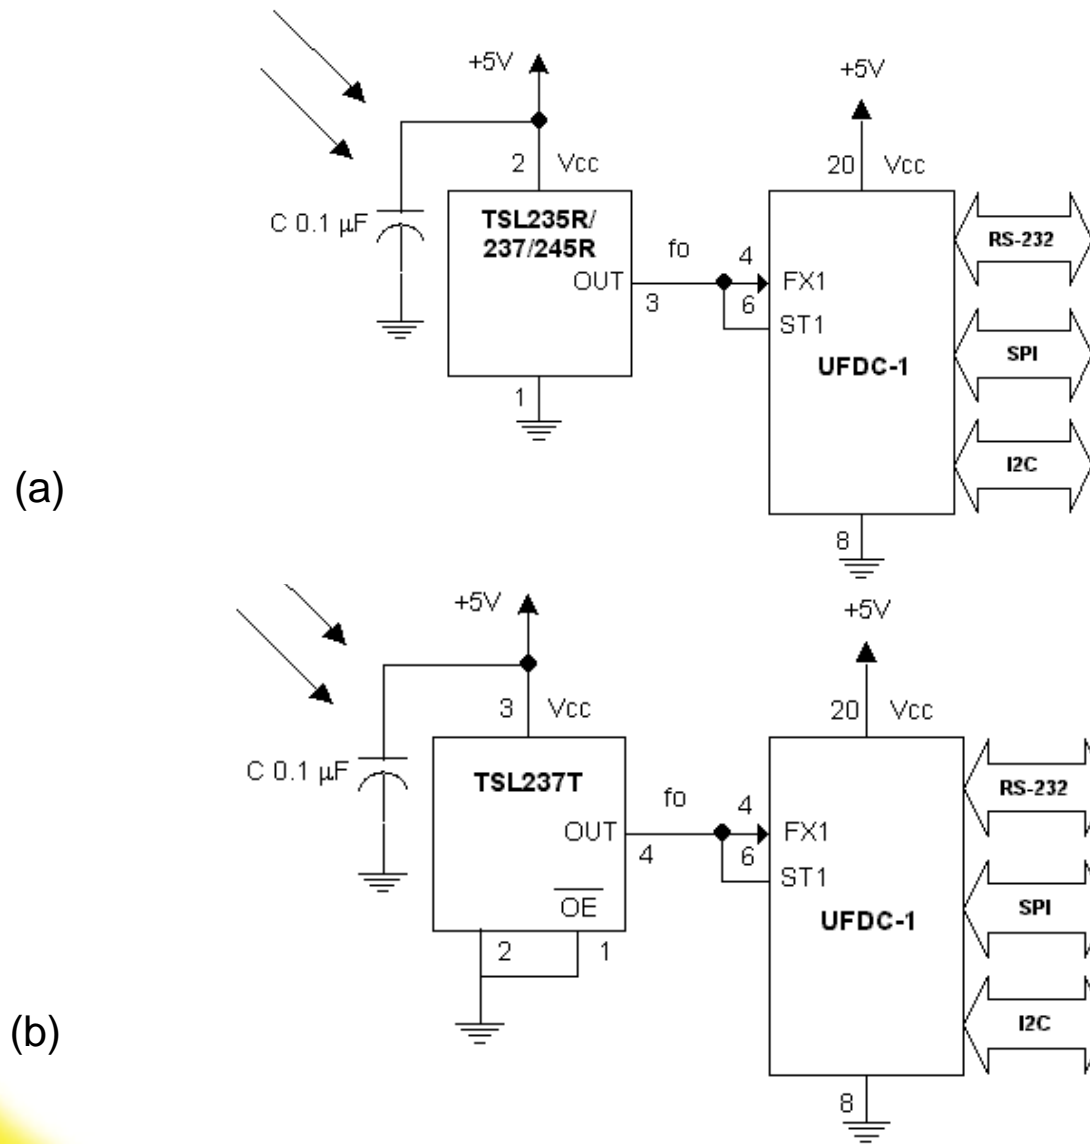 +5V
+5V
2 Vcc
20 Vcc
C 0.1 µF
TSL235R/
237/245R
OUT
fo
3
4
6
FX1
ST1
UFDC-1
RS-232
SPI
I2C
1
8
(a)
+5V
+5V
3 Vcc
20 Vcc
C 0.1 µF
TSL237T
OUT
OE
fo
4
4
6
FX1
ST1
UFDC-1
RS-232
SPI
I2C
2
1
8
(b)